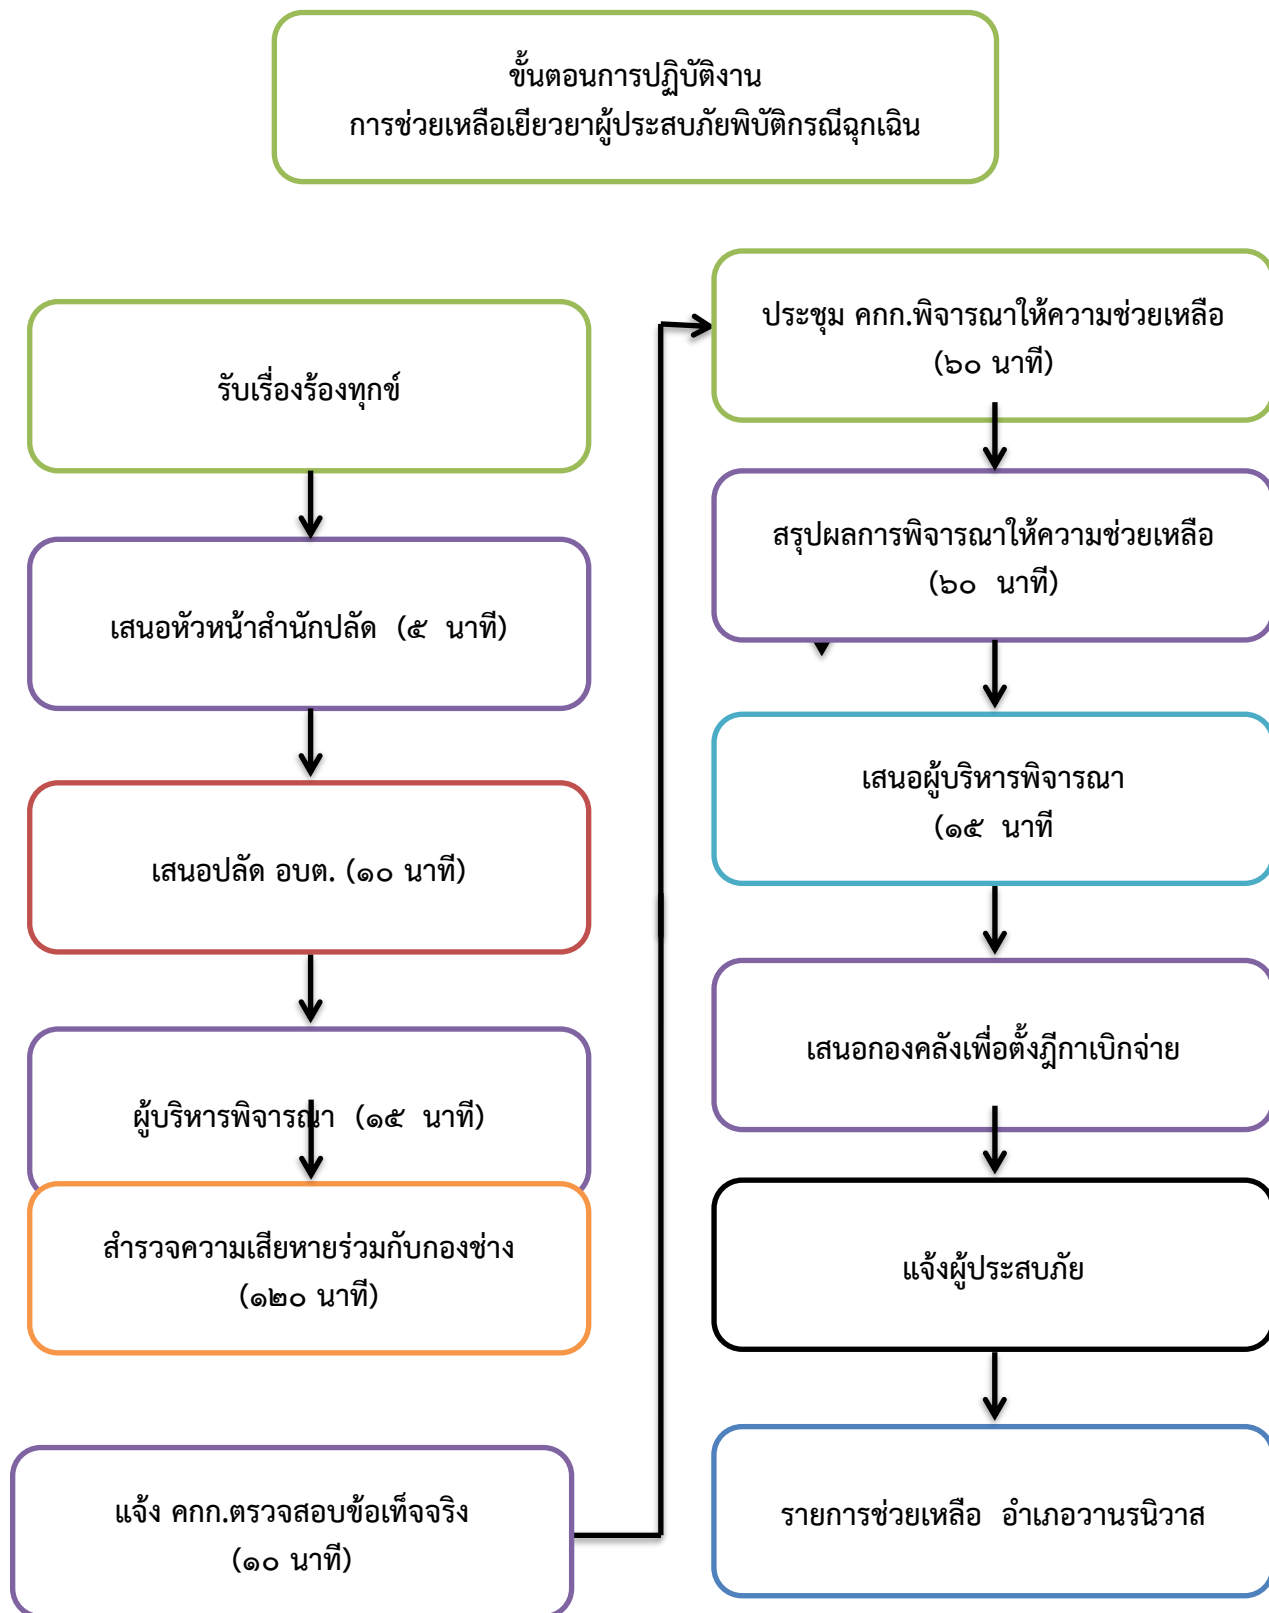 ขั้นตอนการปฏิบัติงาน
การช่วยเหลือเยียวยาผู้ประสบภัยพิบัติกรณีฉุกเฉิน
รับเรื่องร้องทุกข์
เสนอหัวหน้าสำนักปลัด (๕ นาที)
เสนอปลัด อบต. (๑๐ นาที)
ผู้บริหารพิจารณา (๑๕ นาที)
สำรวจความเสียหายร่วมกับกองช่าง
(๑๒๐ นาที)
แจ้ง คกก.ตรวจสอบข้อเท็จจริง
(๑๐ นาที)
ประชุม คกก.พิจารณาให้ความช่วยเหลือ
(๖๐ นาที)
สรุปผลการพิจารณาให้ความช่วยเหลือ
(๖๐ นาที)
เสนอผู้บริหารพิจารณา
(๑๕ นาที
เสนอกองคลังเพื่อตั้งฎีกาเบิกจ่าย
แจ้งผู้ประสบภัย
รายการช่วยเหลือ อำเภอวานรนิวาส